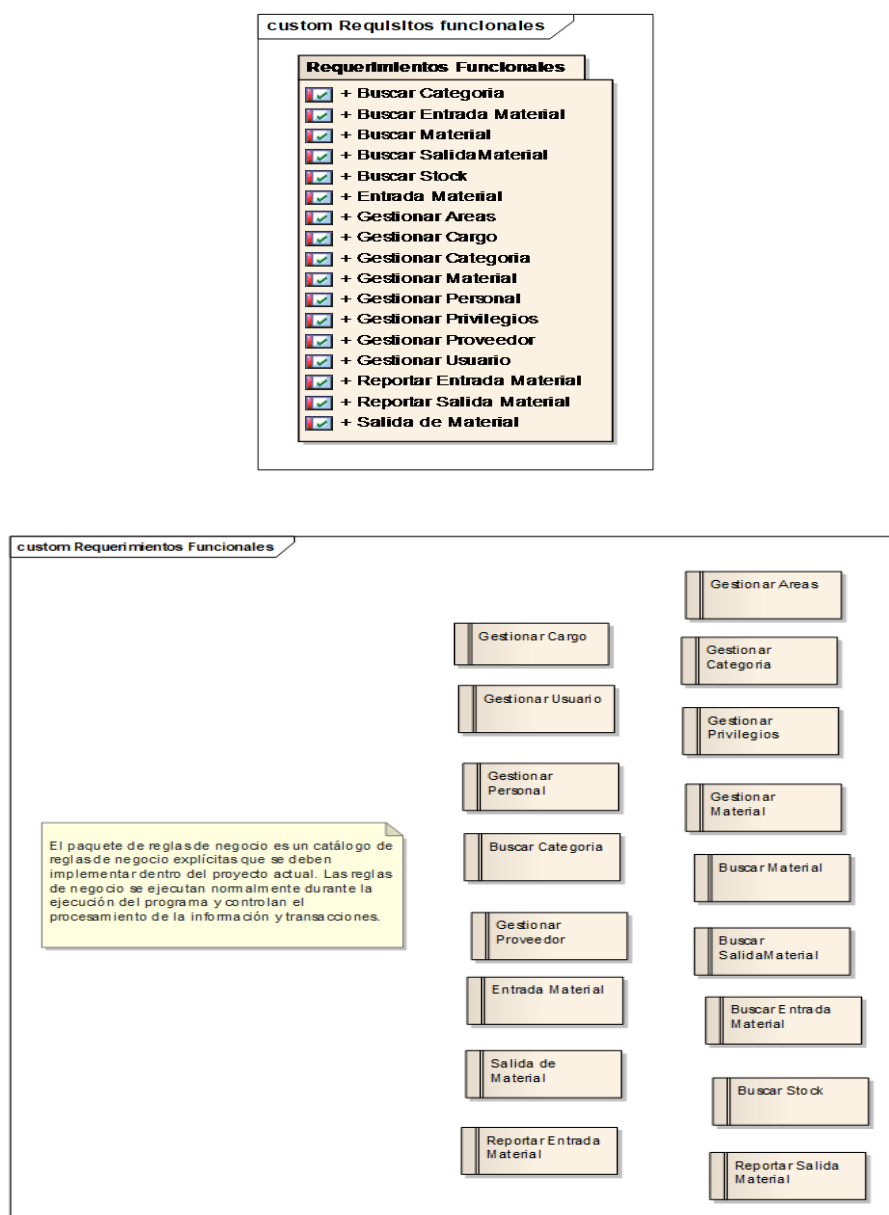 custom Requisitos funcionales
Requerimientos Funcionales
+ Buscar Categoria
+ Buscar Entrada Material
+ Buscar Material
+ Buscar SalidaMaterial
+ Buscar Stock
+ Entrada Material
+ Gestionar Areas
+ Gestionar Cargo
+ Gestionar Categoria
+ Gestionar Material
+ Gestionar Personal
+ Gestionar Privilegios
+ Gestionar Proveedor
+ Gestionar Usuario
+ Reportar Entrada Material
+ Reportar Salida Material
+ Salida de Material
custom Requerimientos Funcionales
El paquete de reglas de negocio es un catálogo de
reglas de negocio explícitas que se deben
implementar dentro del proyecto actual. Las reglas
de negocio se ejecutan normalmente durante la
ejecución del programa y controlan el
procesamiento de la información y transacciones.
Gestionar Cargo
Gestionar Usuario
Gestionar
Personal
Buscar Categoria
Gestionar
Proveedor
Entrada Material
Salida de
Material
Reportar Entrada
Material
Gestionar Areas
Gestionar
Categoria
Gestionar
Privilegios
Gestionar
Material
Buscar Material
Buscar
SalidaMaterial
Buscar Entrada
Material
Buscar Stock
Reportar Salida
Material